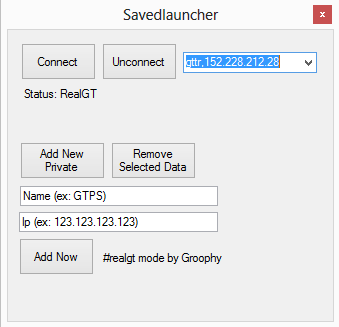 Savedlauncher
x
Connect
Unconnect
gttr,152.228.212.28
Status: RealGT
Add New
Private
Remove
Selected Data
Name (ex: GTPS)
Ip (ex: 123.123.123.123)
Add Now
#realgt mode by Groophy